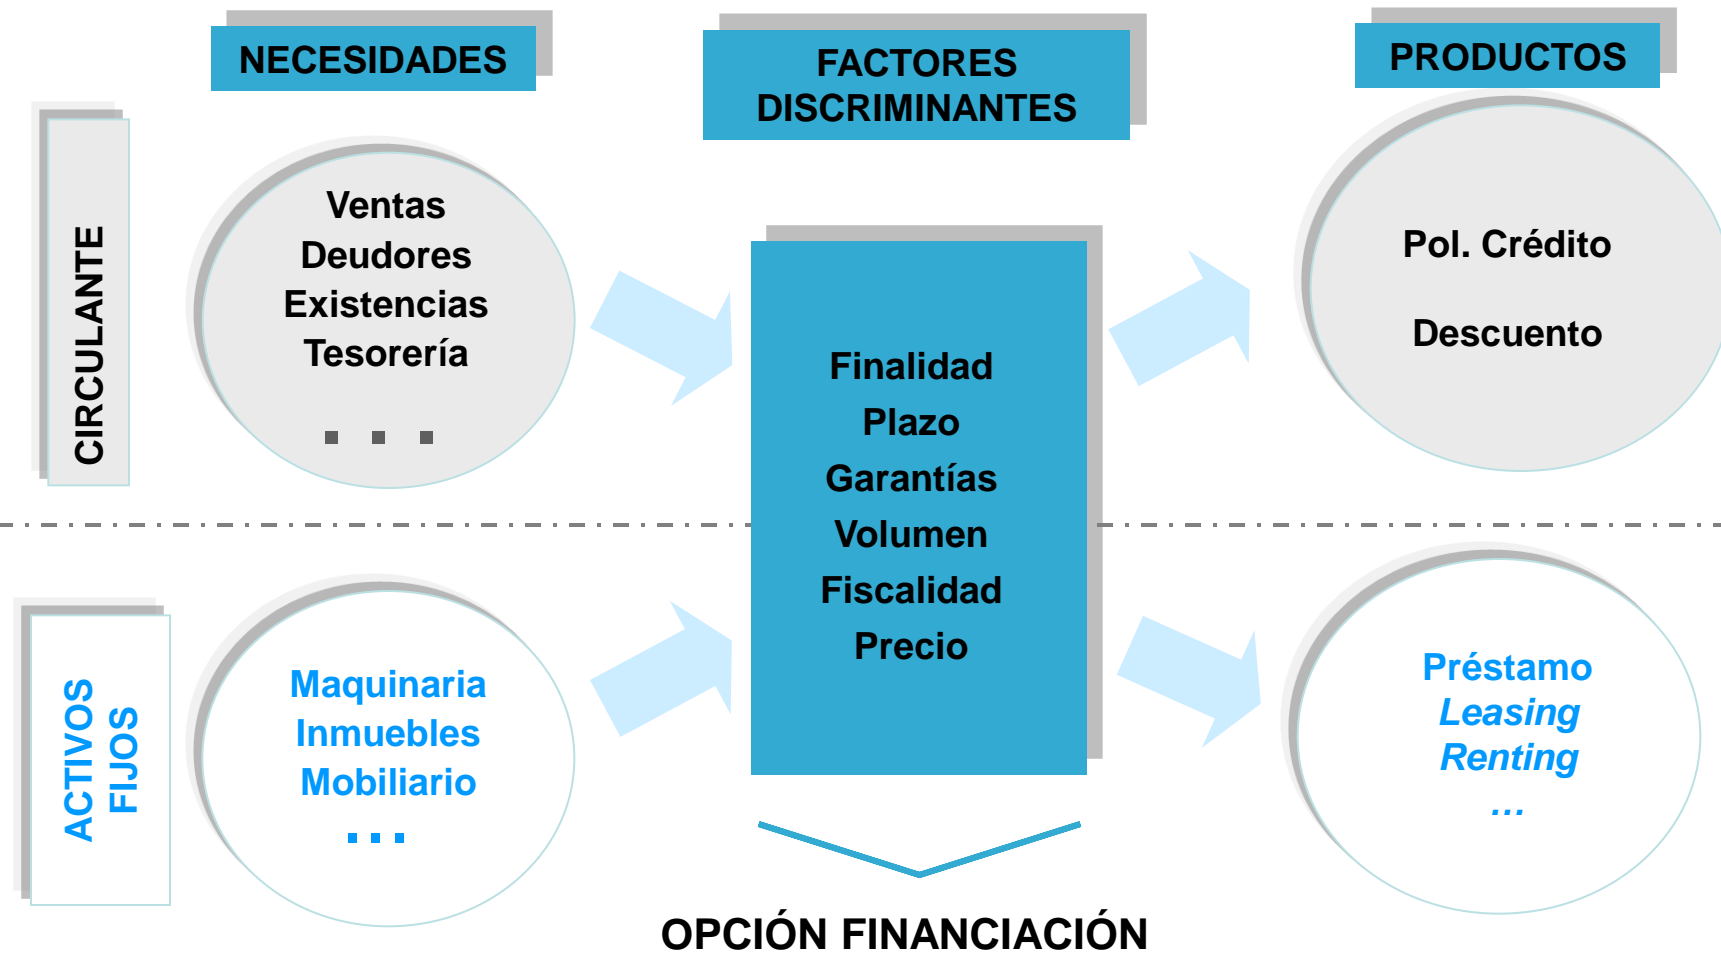 NECESIDADES
FACTORES
DISCRIMINANTES
PRODUCTOS
CIRCULANTE
Ventas
Deudores
Existencias
Tesorería
...
Finalidad
Plazo
Garantías
Volumen
Fiscalidad
Precio
Pol. Crédito
Descuento
ACTIVOS
FIJOS
Maquinaria
Inmuebles
Mobiliario
...
Préstamo
Leasing
Renting
...
OPCIÓN FINANCIACIÓN